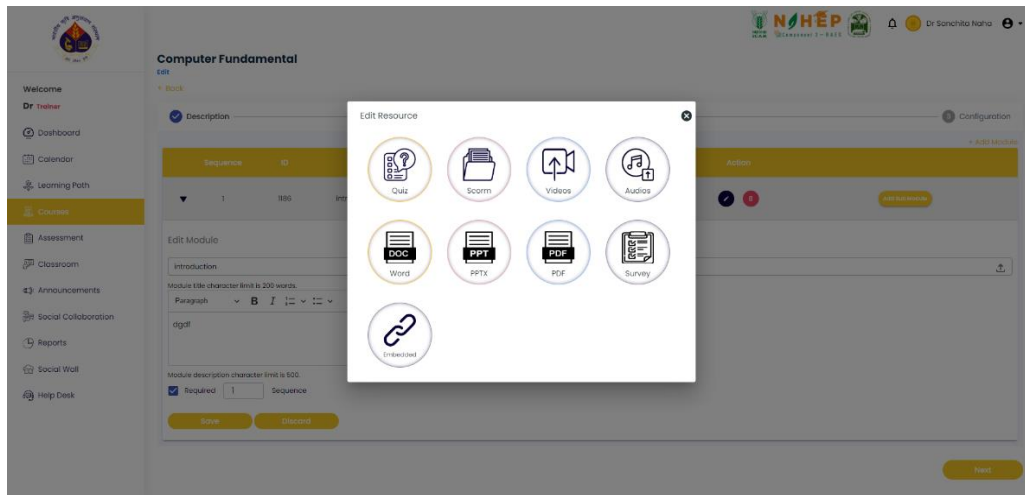 NAHEP
Dr Sanchita Naha
Computer Fundamental
Edit
Back
Welcome
Dr Trainer
Dashboard
Calendar
Learning Path
Courses
Assessment
Classroom
Announcements
Social Collaboration
Reports
Social Wall
Help Desk
Description
Configuration
+ Add Module
Sequence ID Action
1 1186 Intr
Add Sub Module
Edit Module
Introduction
Module title character limit is 200 words.
Paragraph B I
dgdf
Module description character limit is 500.
Required 1 Sequence
Save Discard
Next
Edit Resource
Quiz Scorm Videos Audios
DOC PPT PDF
Word PPTX PDF Survey
Embedded